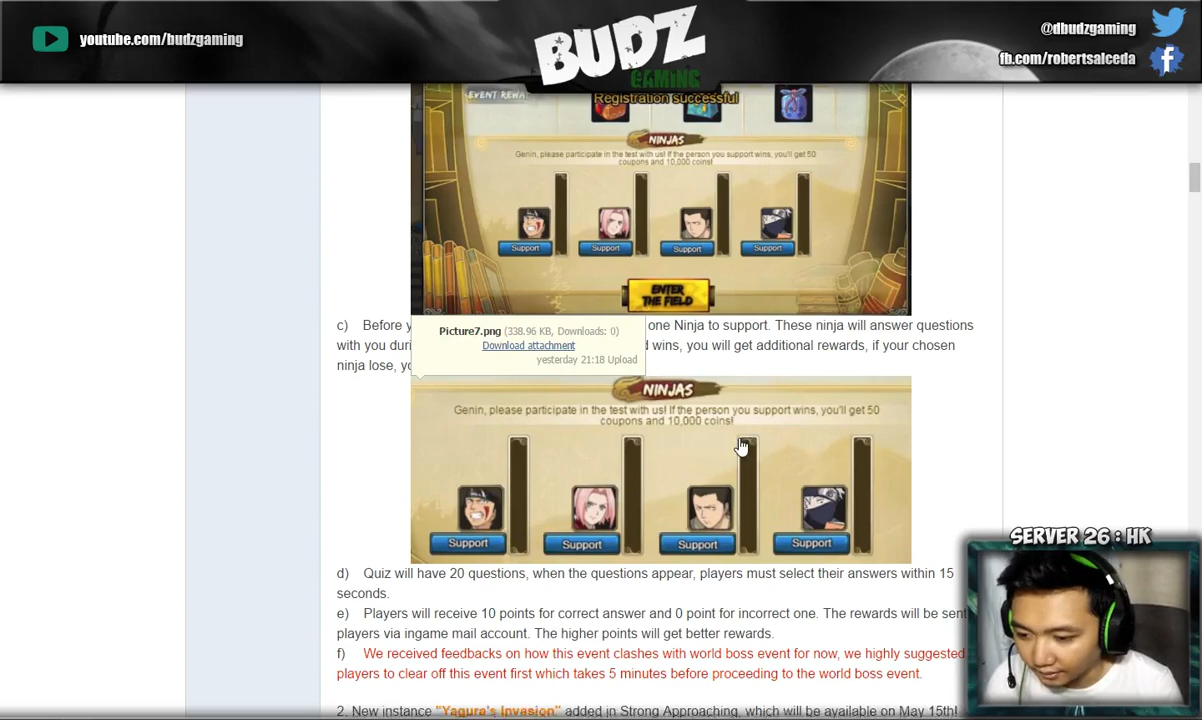 youtube.com/budzgaming
BUDZ
GAMING
@dbudzgaming
fb.com/robertsalceda
EVENT REWA
Registration successful
NINJAS
Genin, please participate in the test with us! If the person you support wins, you'll get 50
coupons and 10,000 coins!
Support Support Support Support
ENTER
THE FIELD
c) Before y one Ninja to support. These ninja will answer questions
with you duri d wins, you will get additional rewards, if your chosen
ninja lose, yo
Picture7.png (338.96 KB, Downloads: 0)
Download attachment
yesterday 21:18 Upload
NINJAS
Genin, please participate in the test with us! If the person you support wins, you'll get 50
coupons and 10,000 coins!
Support Support Support Support
SERVER 26 : HK
d) Quiz will have 20 questions, when the questions appear, players must select their answers within 15
seconds.
e) Players will receive 10 points for correct answer and 0 point for incorrect one. The rewards will be sent
players via ingame mail account. The higher points will get better rewards.
f) We received feedbacks on how this event clashes with world boss event for now, we highly suggested
players to clear off this event first which takes 5 minutes before proceeding to the world boss event.
2. New instance "Yagura's Invasion" added in Strong Approaching, which will be available on May 15th!